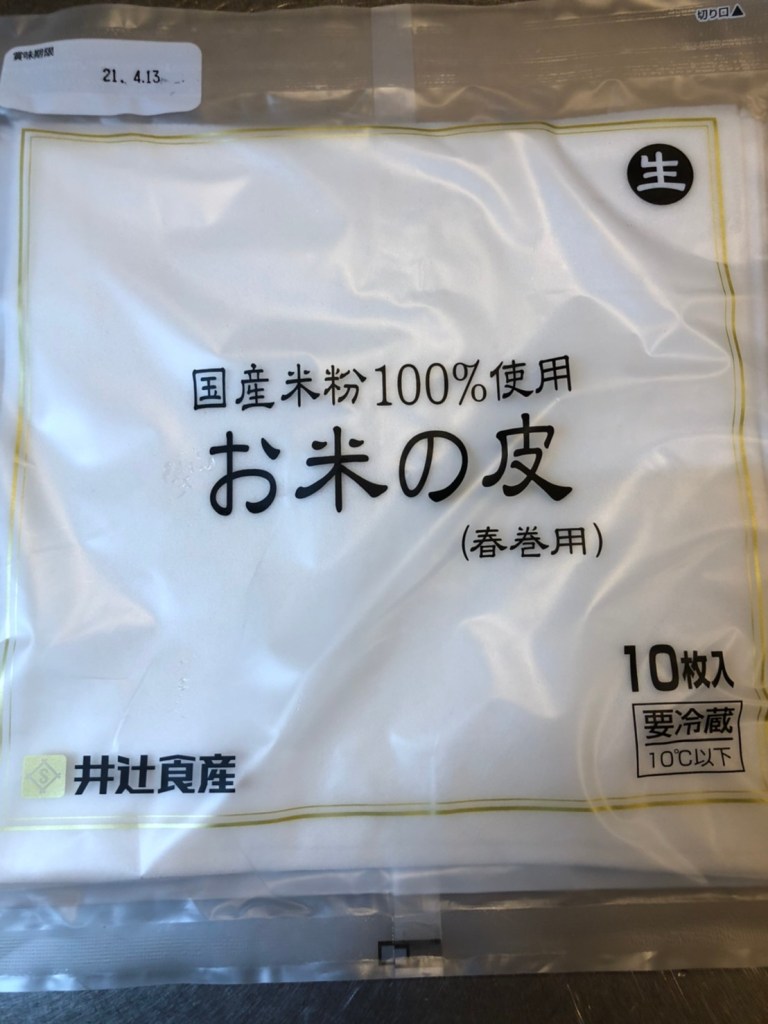 切り口▲
賞味期限
21. 4.13
生
国産米粉100%使用
お米の皮
(春巻用)
10枚入
要冷蔵
10℃以下
S
井辻食産